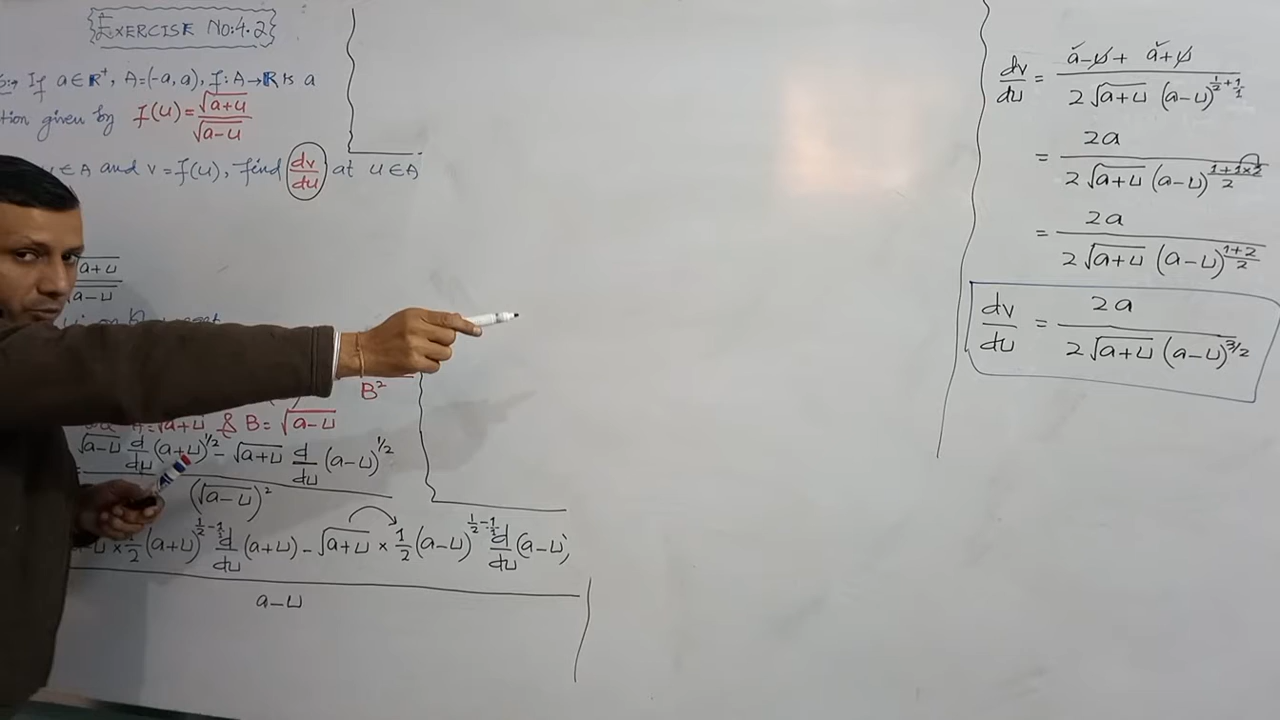 EXERCISE No:4.2
If a ∈ R⁺, A=(-a, a), f: A→R is a
tion given by f(u) = √(a+u) / √(a-u)
u ∈ A and v=f(u), find dv/du at u ∈ A
√(a+u) / √(a-u)
B²
A=√(a+u) & B=√(a-u)
√(a-u) d/du (a+u)^(1/2) - √(a+u) d/du (a-u)^(1/2)
(√(a-u))²
× 1/2 (a+u)^(1/2 - 1/1) d/du (a+u) - √(a+u) × 1/2 (a-u)^(1/2 - 1/1) d/du (a-u)
a-u
dv/du = (a-u + a+u) / (2√(a+u) (a-u)^(1/2 + 1/1))
= 2a / (2√(a+u) (a-u)^((1+1×2)/2))
= 2a / (2√(a+u) (a-u)^((1+2)/2))
dv/du = 2a / (2√(a+u) (a-u)^(3/2))